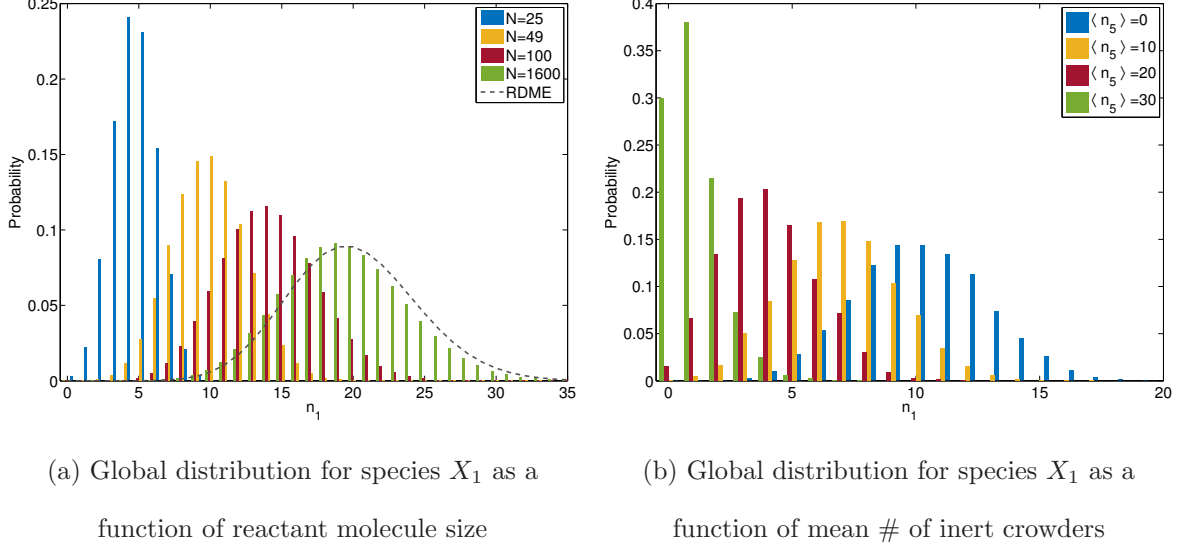 0.25
0.2
0.15
0.1
0.05
0
Probability
0 5 10 15 20 25 30 35
n1
N=25
N=49
N=100
N=1600
RDME
0.4
0.35
0.3
0.25
0.2
0.15
0.1
0.05
0
Probability
0 5 10 15 20
n1
⟨ n5 ⟩ =0
⟨ n5 ⟩ =10
⟨ n5 ⟩ =20
⟨ n5 ⟩ =30
(a) Global distribution for species X1 as a
function of reactant molecule size
(b) Global distribution for species X1 as a
function of mean # of inert crowders